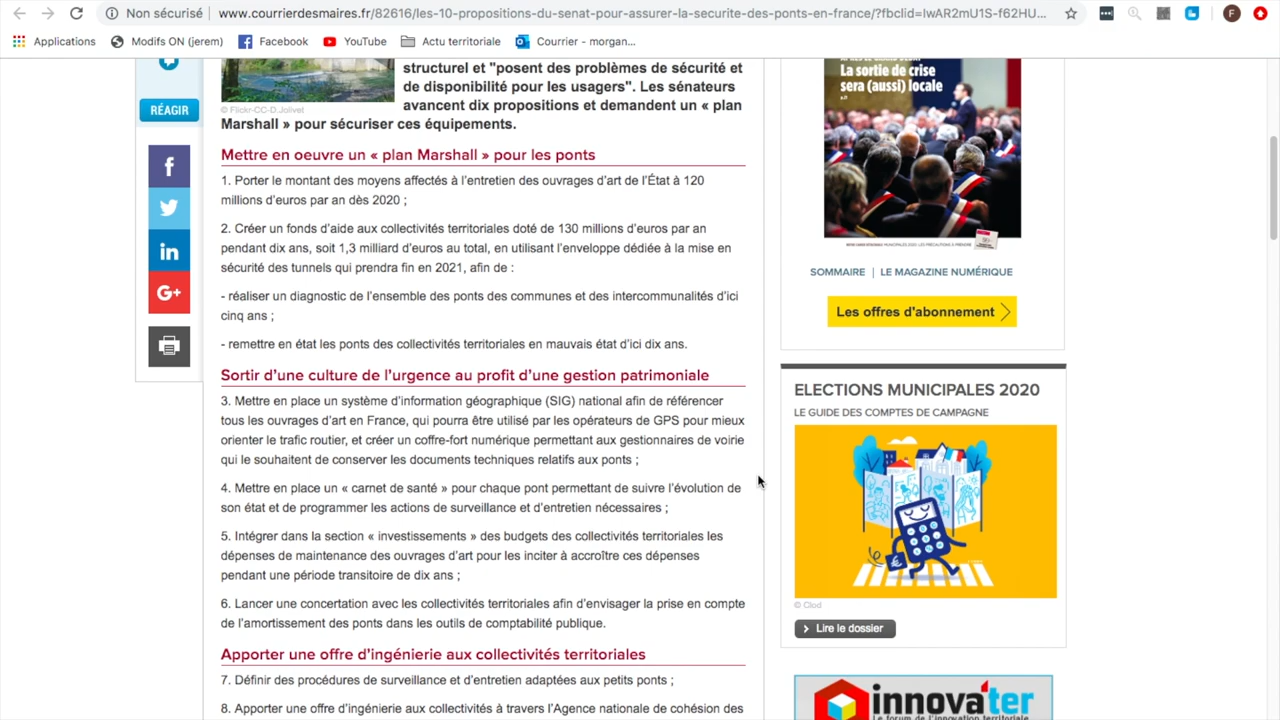 Non sécurisé
www.courrierdesmaires.fr/82616/les-10-propositions-du-senat-pour-assurer-la-securite-des-ponts-en-france/?fbclid=IwAR2mU1S-f62HU...
F
Applications
Modifs ON (jerem)
Facebook
YouTube
Actu territoriale
Courrier - morgan...
RÉAGIR
f
in
G+
structurel et "posent des problèmes de sécurité et
de disponibilité pour les usagers". Les sénateurs
© Flickr-CC-D.Jolivet
avancent dix propositions et demandent un « plan
Marshall » pour sécuriser ces équipements.
Mettre en oeuvre un « plan Marshall » pour les ponts
1. Porter le montant des moyens affectés à l'entretien des ouvrages d'art de l'État à 120
millions d'euros par an dès 2020 ;
2. Créer un fonds d'aide aux collectivités territoriales doté de 130 millions d'euros par an
pendant dix ans, soit 1,3 milliard d'euros au total, en utilisant l'enveloppe dédiée à la mise en
sécurité des tunnels qui prendra fin en 2021, afin de :
- réaliser un diagnostic de l'ensemble des ponts des communes et des intercommunalités d'ici
cinq ans ;
- remettre en état les ponts des collectivités territoriales en mauvais état d'ici dix ans.
Sortir d'une culture de l'urgence au profit d'une gestion patrimoniale
3. Mettre en place un système d'information géographique (SIG) national afin de référencer
tous les ouvrages d'art en France, qui pourra être utilisé par les opérateurs de GPS pour mieux
orienter le trafic routier, et créer un coffre-fort numérique permettant aux gestionnaires de voirie
qui le souhaitent de conserver les documents techniques relatifs aux ponts ;
4. Mettre en place un « carnet de santé » pour chaque pont permettant de suivre l'évolution de
son état et de programmer les actions de surveillance et d'entretien nécessaires ;
5. Intégrer dans la section « investissements » des budgets des collectivités territoriales les
dépenses de maintenance des ouvrages d'art pour les inciter à accroître ces dépenses
pendant une période transitoire de dix ans ;
6. Lancer une concertation avec les collectivités territoriales afin d'envisager la prise en compte
de l'amortissement des ponts dans les outils de comptabilité publique.
Apporter une offre d'ingénierie aux collectivités territoriales
7. Définir des procédures de surveillance et d'entretien adaptées aux petits ponts ;
8. Apporter une offre d'ingénierie aux collectivités à travers l'Agence nationale de cohésion des
La sortie de crise
sera (aussi) locale
SOMMAIRE | LE MAGAZINE NUMÉRIQUE
Les offres d'abonnement
ELECTIONS MUNICIPALES 2020
LE GUIDE DES COMPTES DE CAMPAGNE
© Clod
Lire le dossier
innova'ter
Le forum de l'innovation territoriale